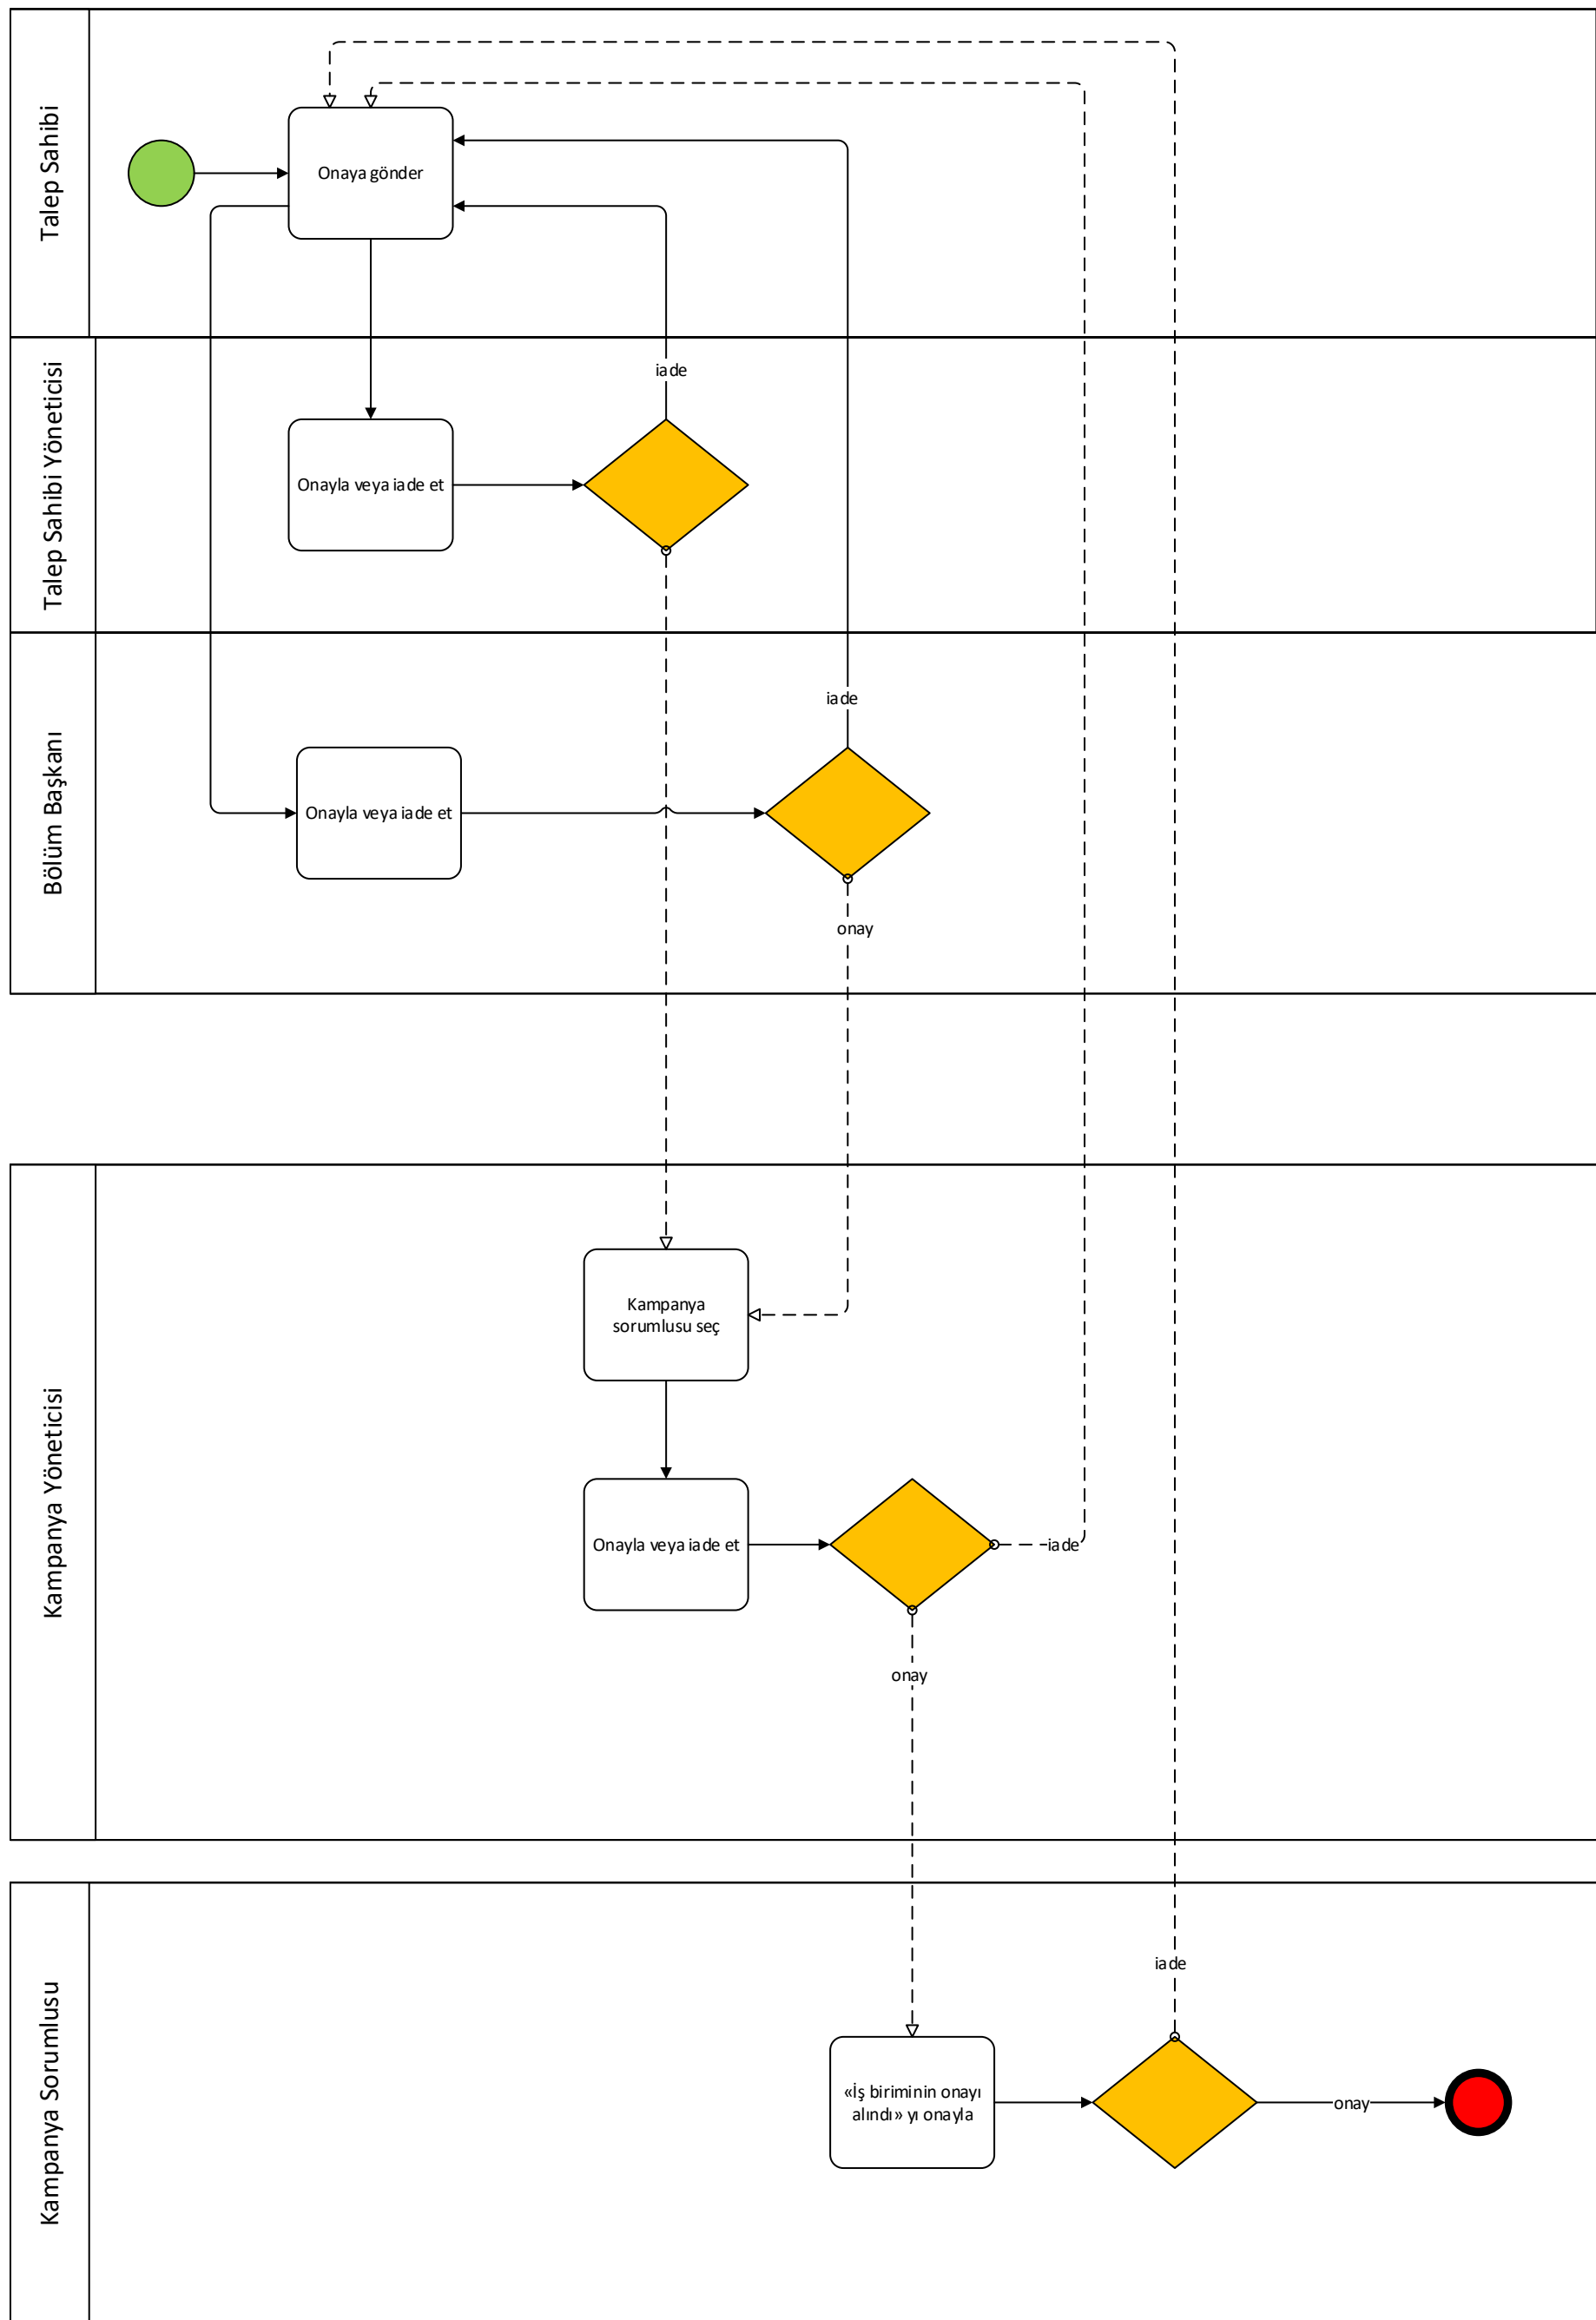 Talep Sahibi
Onaya gönder
Talep Sahibi Yöneticisi
iade
Onayla veya iade et
Bölüm Başkanı
iade
Onayla veya iade et
onay
Kampanya Yöneticisi
Kampanya
sorumlusu seç
Onayla veya iade et
iade
onay
Kampanya Sorumlusu
iade
«İş biriminin onayı
alındı» yı onayla
onay